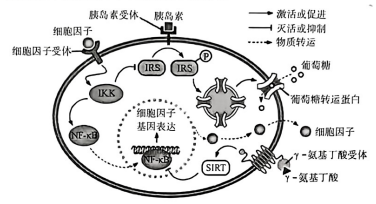 胰岛素受体
胰岛素
细胞因子
细胞因子受体
激活或促进
灭活或抑制
物质转运
IRS
IRS
P
IKK
葡萄糖
葡萄糖转运蛋白
细胞因子
基因表达
NF-κB
NF-κB
细胞因子
SIRT
γ-氨基丁酸受体
γ-氨基丁酸